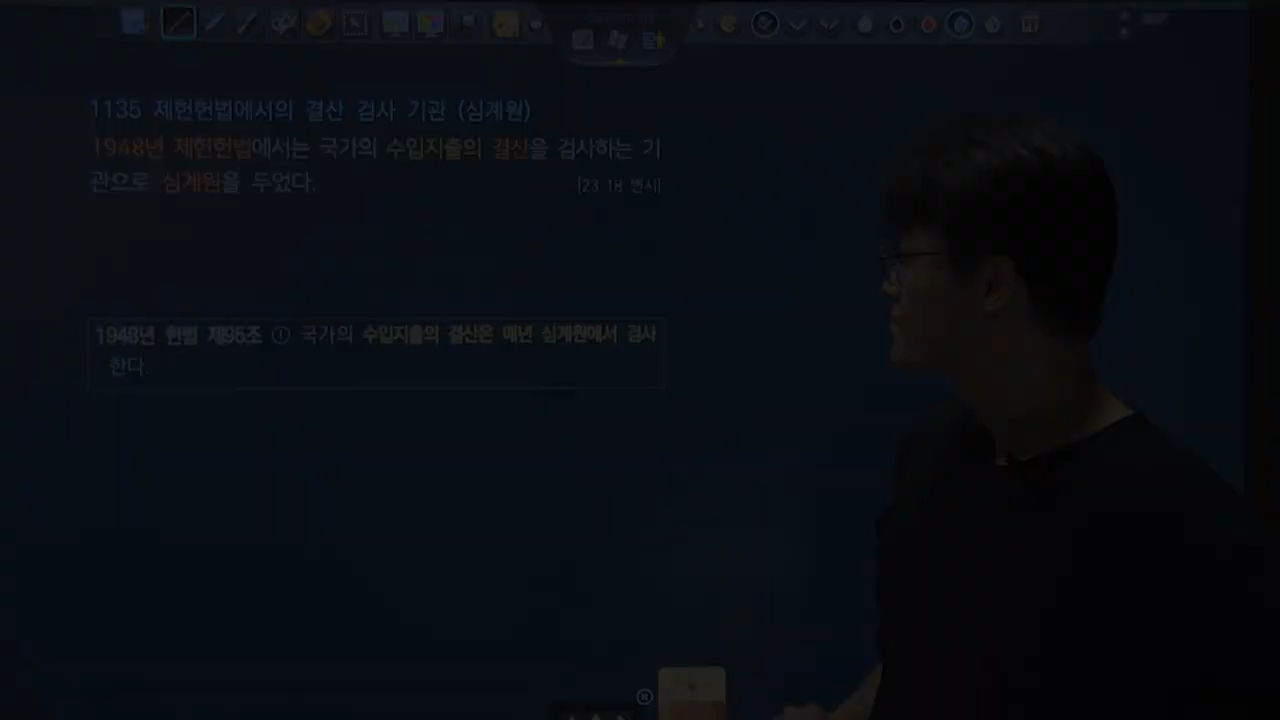 1135 제헌헌법에서의 결산 검사 기관 (심계원)
1948년 제헌헌법에서는 국가의 수입지출의 결산을 검사하는 기
관으로 심계원을 두었다.
[23 18 변시]
1948년 헌법 제95조 ① 국가의 수입지출의 결산은 매년 심계원에서 검사
한다.